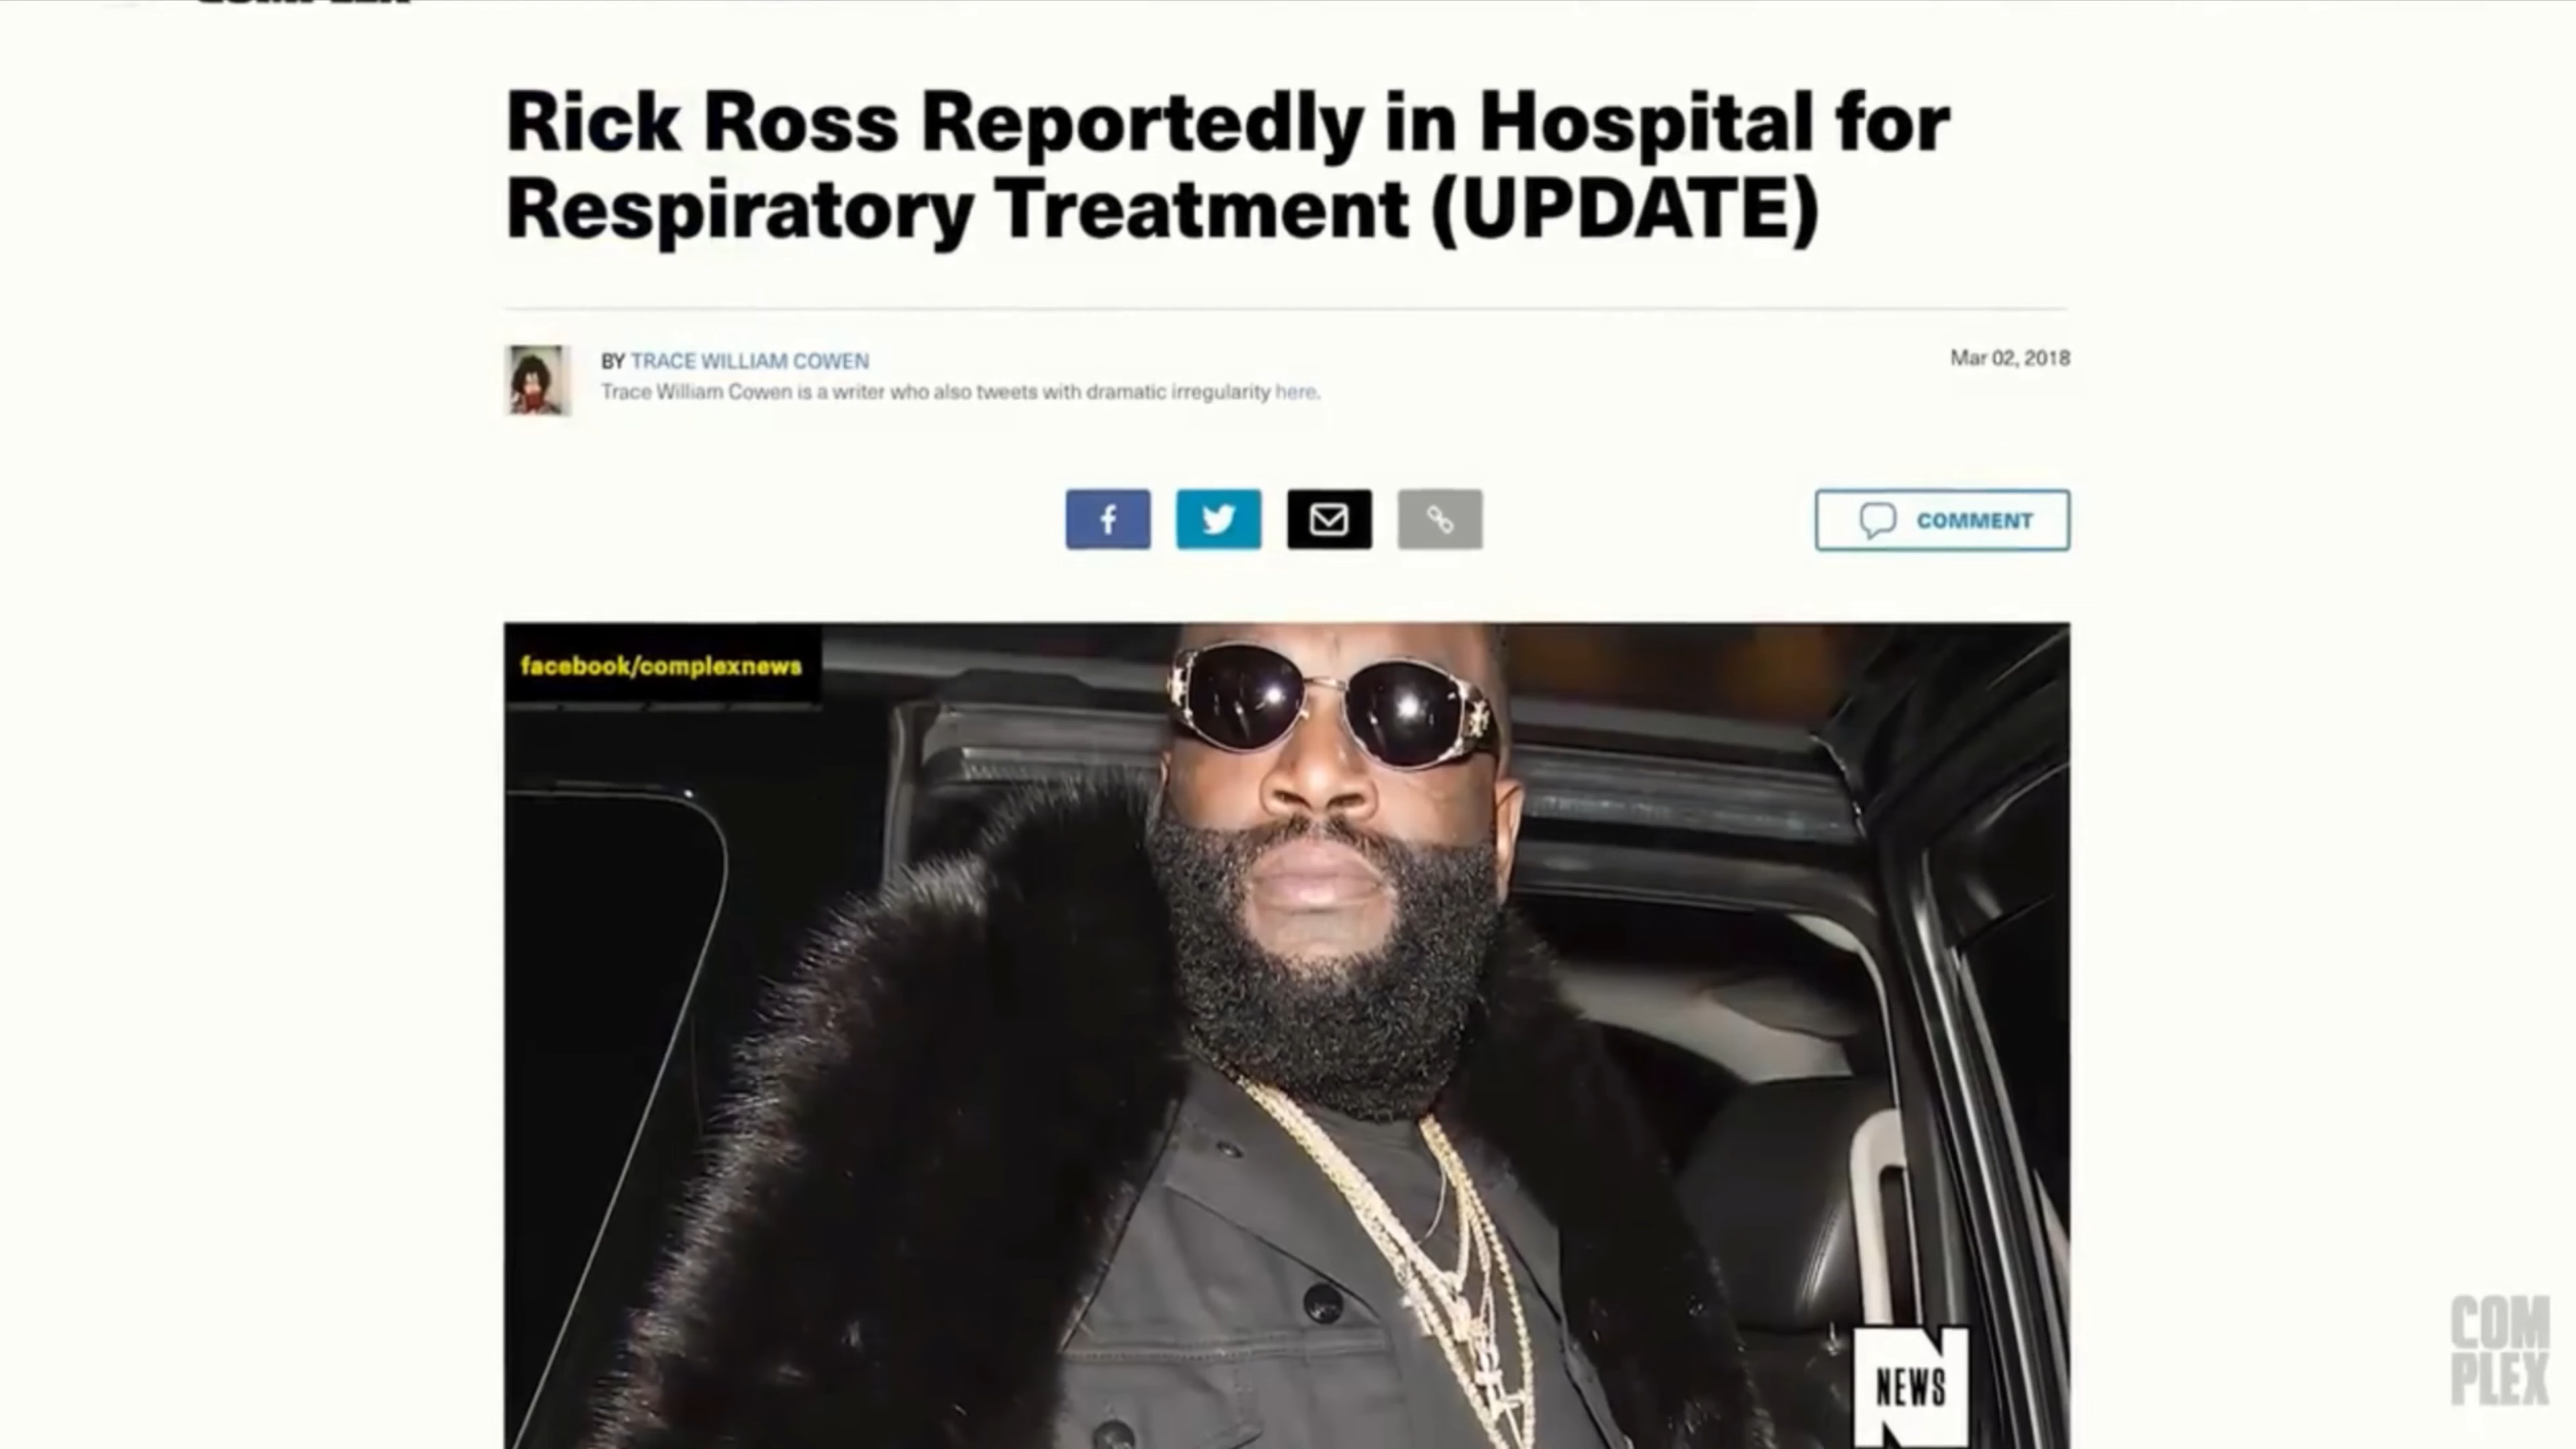 Rick Ross Reportedly in Hospital for
Respiratory Treatment (UPDATE)
BY TRACE WILLIAM COWEN
Mar 02, 2018
Trace William Cowen is a writer who also tweets with dramatic irregularity here.
f
COMMENT
facebook/complexnews
NEWS
COM
PLEX